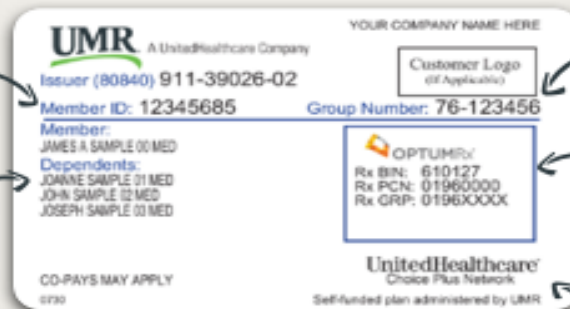 YOUR COMPANY NAME HERE
UMR A UnitedHealthcare Company
Customer Logo
(If Applicable)
Issuer (80840) 911-39026-02
Member ID: 12345685 Group Number: 76-123456
Member:
JAMES A SAMPLE 00 MED
Dependents:
JOANNE SAMPLE 01 MED
JOHN SAMPLE 02 MED
JOSEPH SAMPLE 03 MED
OPTUMRx
Rx BIN: 610127
Rx PCN: 01960000
Rx GRP: 0196XXXX
UnitedHealthcare
Choice Plus Network
CO-PAYS MAY APPLY
0730 Self-funded plan administered by UMR